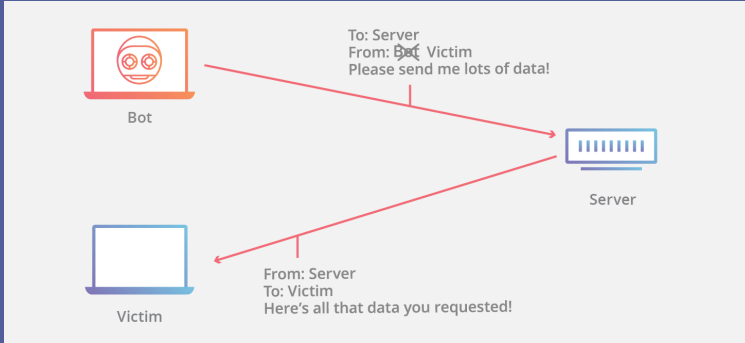 To: Server
From: Bot Victim
Please send me lots of data!
Bot
Server
From: Server
To: Victim
Here's all that data you requested!
Victim